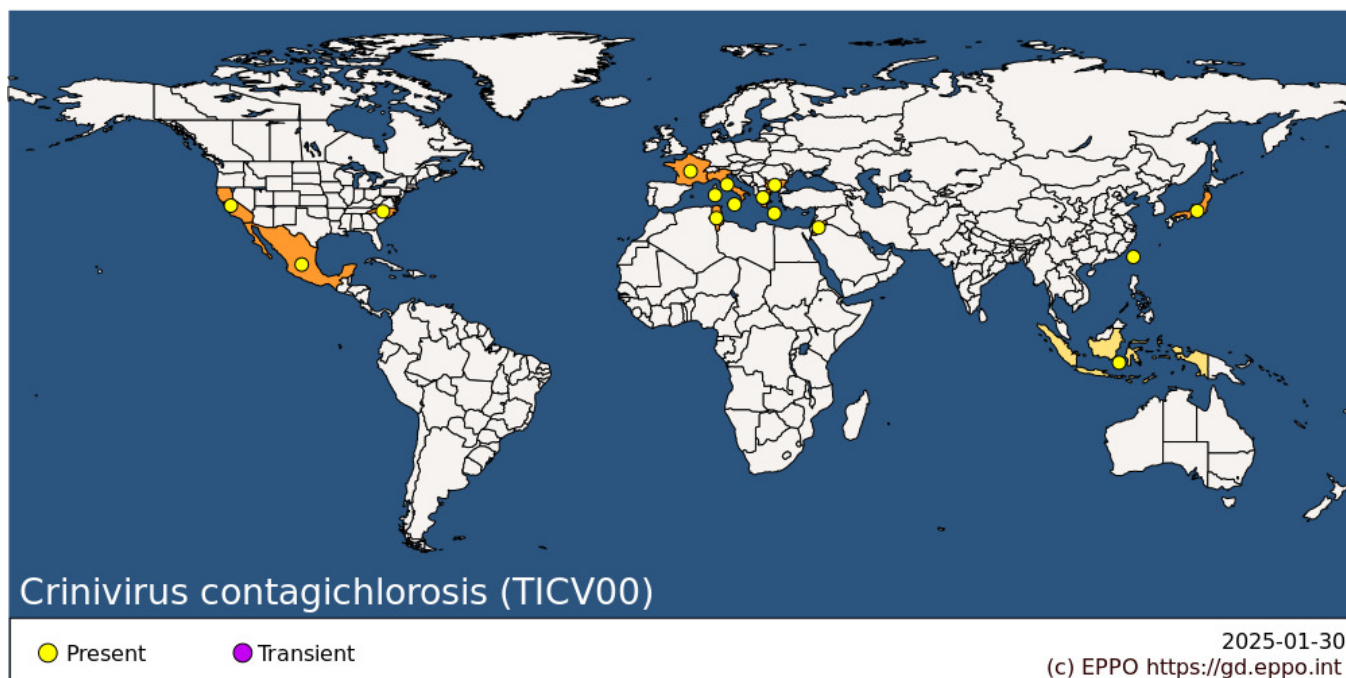 Crinivirus contagichlorosis (TICV00)
Present
Transient
2025-01-30
(c) EPPO https://gd.eppo.int